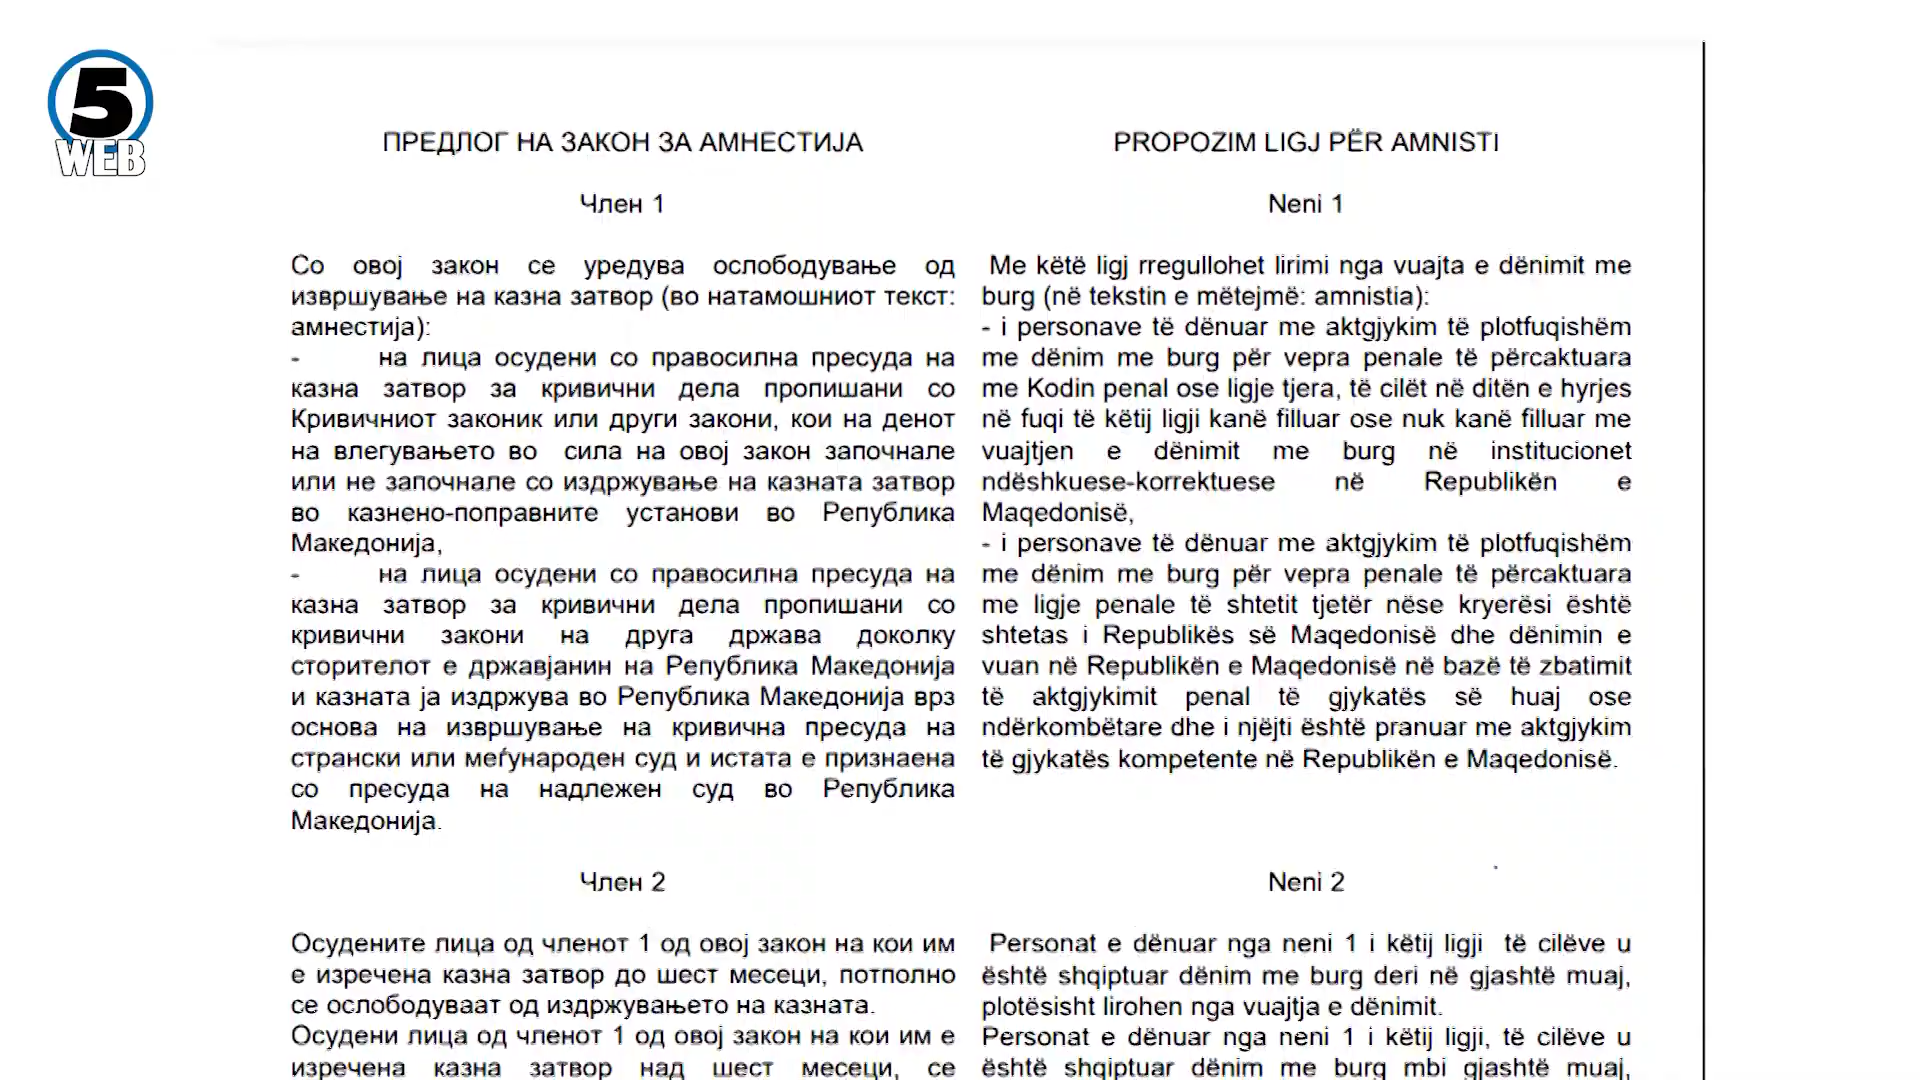 5
WEB
ПРЕДЛОГ НА ЗАКОН ЗА АМНЕСТИЈА
Член 1
Со овој закон се уредува ослободување од
извршување на казна затвор (во натамошниот текст:
амнестија):
- на лица осудени со правосилна пресуда на
казна затвор за кривични дела пропишани со
Кривичниот законик или други закони, кои на денот
на влегувањето во сила на овој закон започнале
или не започнале со издржување на казната затвор
во казнено-поправните установи во Република
Македонија,
- на лица осудени со правосилна пресуда на
казна затвор за кривични дела пропишани со
кривични закони на друга држава доколку
сторителот е државјанин на Република Македонија
и казната ја издржува во Република Македонија врз
основа на извршување на кривична пресуда на
странски или меѓународен суд и истата е признаена
со пресуда на надлежен суд во Република
Македонија.
Член 2
Осудените лица од членот 1 од овој закон на кои им
е изречена казна затвор до шест месеци, потполно
се ослободуваат од издржувањето на казната.
Осудени лица од членот 1 од овој закон на кои им е
изречена казна затвор над шест месеци, се
PROPOZIM LIGJ PËR AMNISTI
Neni 1
Me këtë ligj rregullohet lirimi nga vuajta e dënimit me
burg (në tekstin e mëtejmë: amnistia):
- i personave të dënuar me aktgjykim të plotfuqishëm
me dënim me burg për vepra penale të përcaktuara
me Kodin penal ose ligje tjera, të cilët në ditën e hyrjes
në fuqi të këtij ligji kanë filluar ose nuk kanë filluar me
vuajtjen e dënimit me burg në institucionet
ndëshkuese-korrektuese në Republikën e
Maqedonisë,
- i personave të dënuar me aktgjykim të plotfuqishëm
me dënim me burg për vepra penale të përcaktuara
me ligje penale të shtetit tjetër nëse kryerësi është
shtetas i Republikës së Maqedonisë dhe dënimin e
vuan në Republikën e Maqedonisë në bazë të zbatimit
të aktgjykimit penal të gjykatës së huaj ose
ndërkombëtare dhe i njëjti është pranuar me aktgjykim
të gjykatës kompetente në Republikën e Maqedonisë.
Neni 2
Personat e dënuar nga neni 1 i këtij ligji të cilëve u
është shqiptuar dënim me burg deri në gjashtë muaj,
plotësisht lirohen nga vuajtja e dënimit.
Personat e dënuar nga neni 1 i këtij ligji, të cilëve u
është shqiptuar dënim me burg mbi gjashtë muaj,